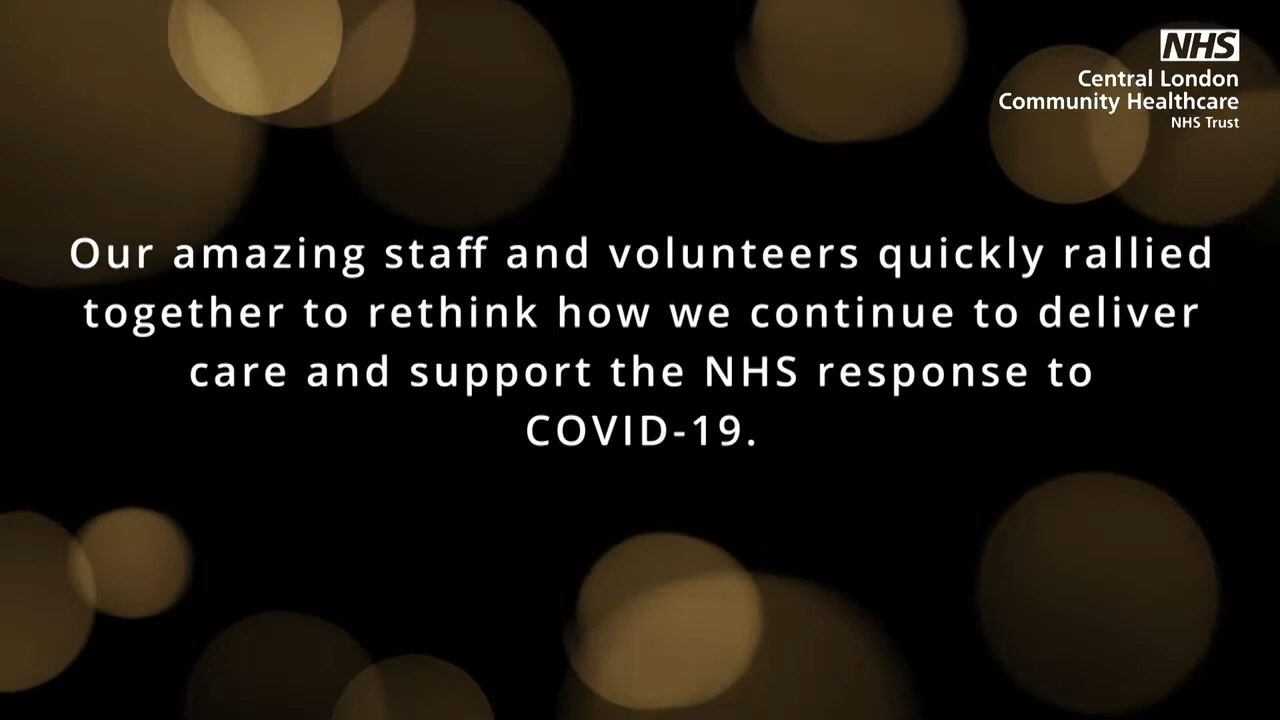 NHS
Central London
Community Healthcare
NHS Trust
Our amazing staff and volunteers quickly rallied
together to rethink how we continue to deliver
care and support the NHS response to
COVID-19.